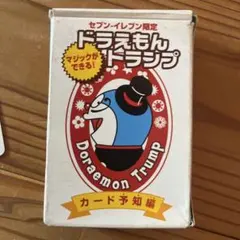 セブン-イレブン限定
ドラえもん
マジックが
できる!
トランプ
Doraemon Trump
カード予知編